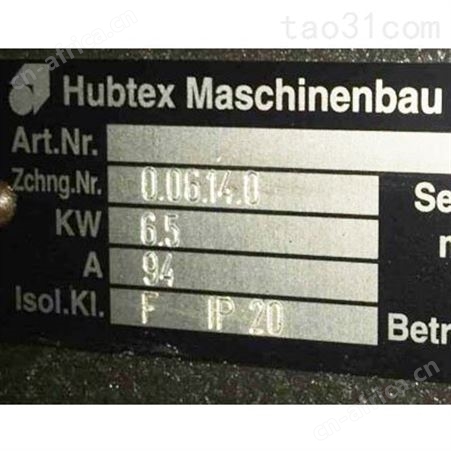 tao31.com
Hubtex Maschinenbau
Art.Nr.
Zchng.Nr. 0.06.14.0 Se
KW 6.5
A 94
Isol.Kl. F IP 20 Betr